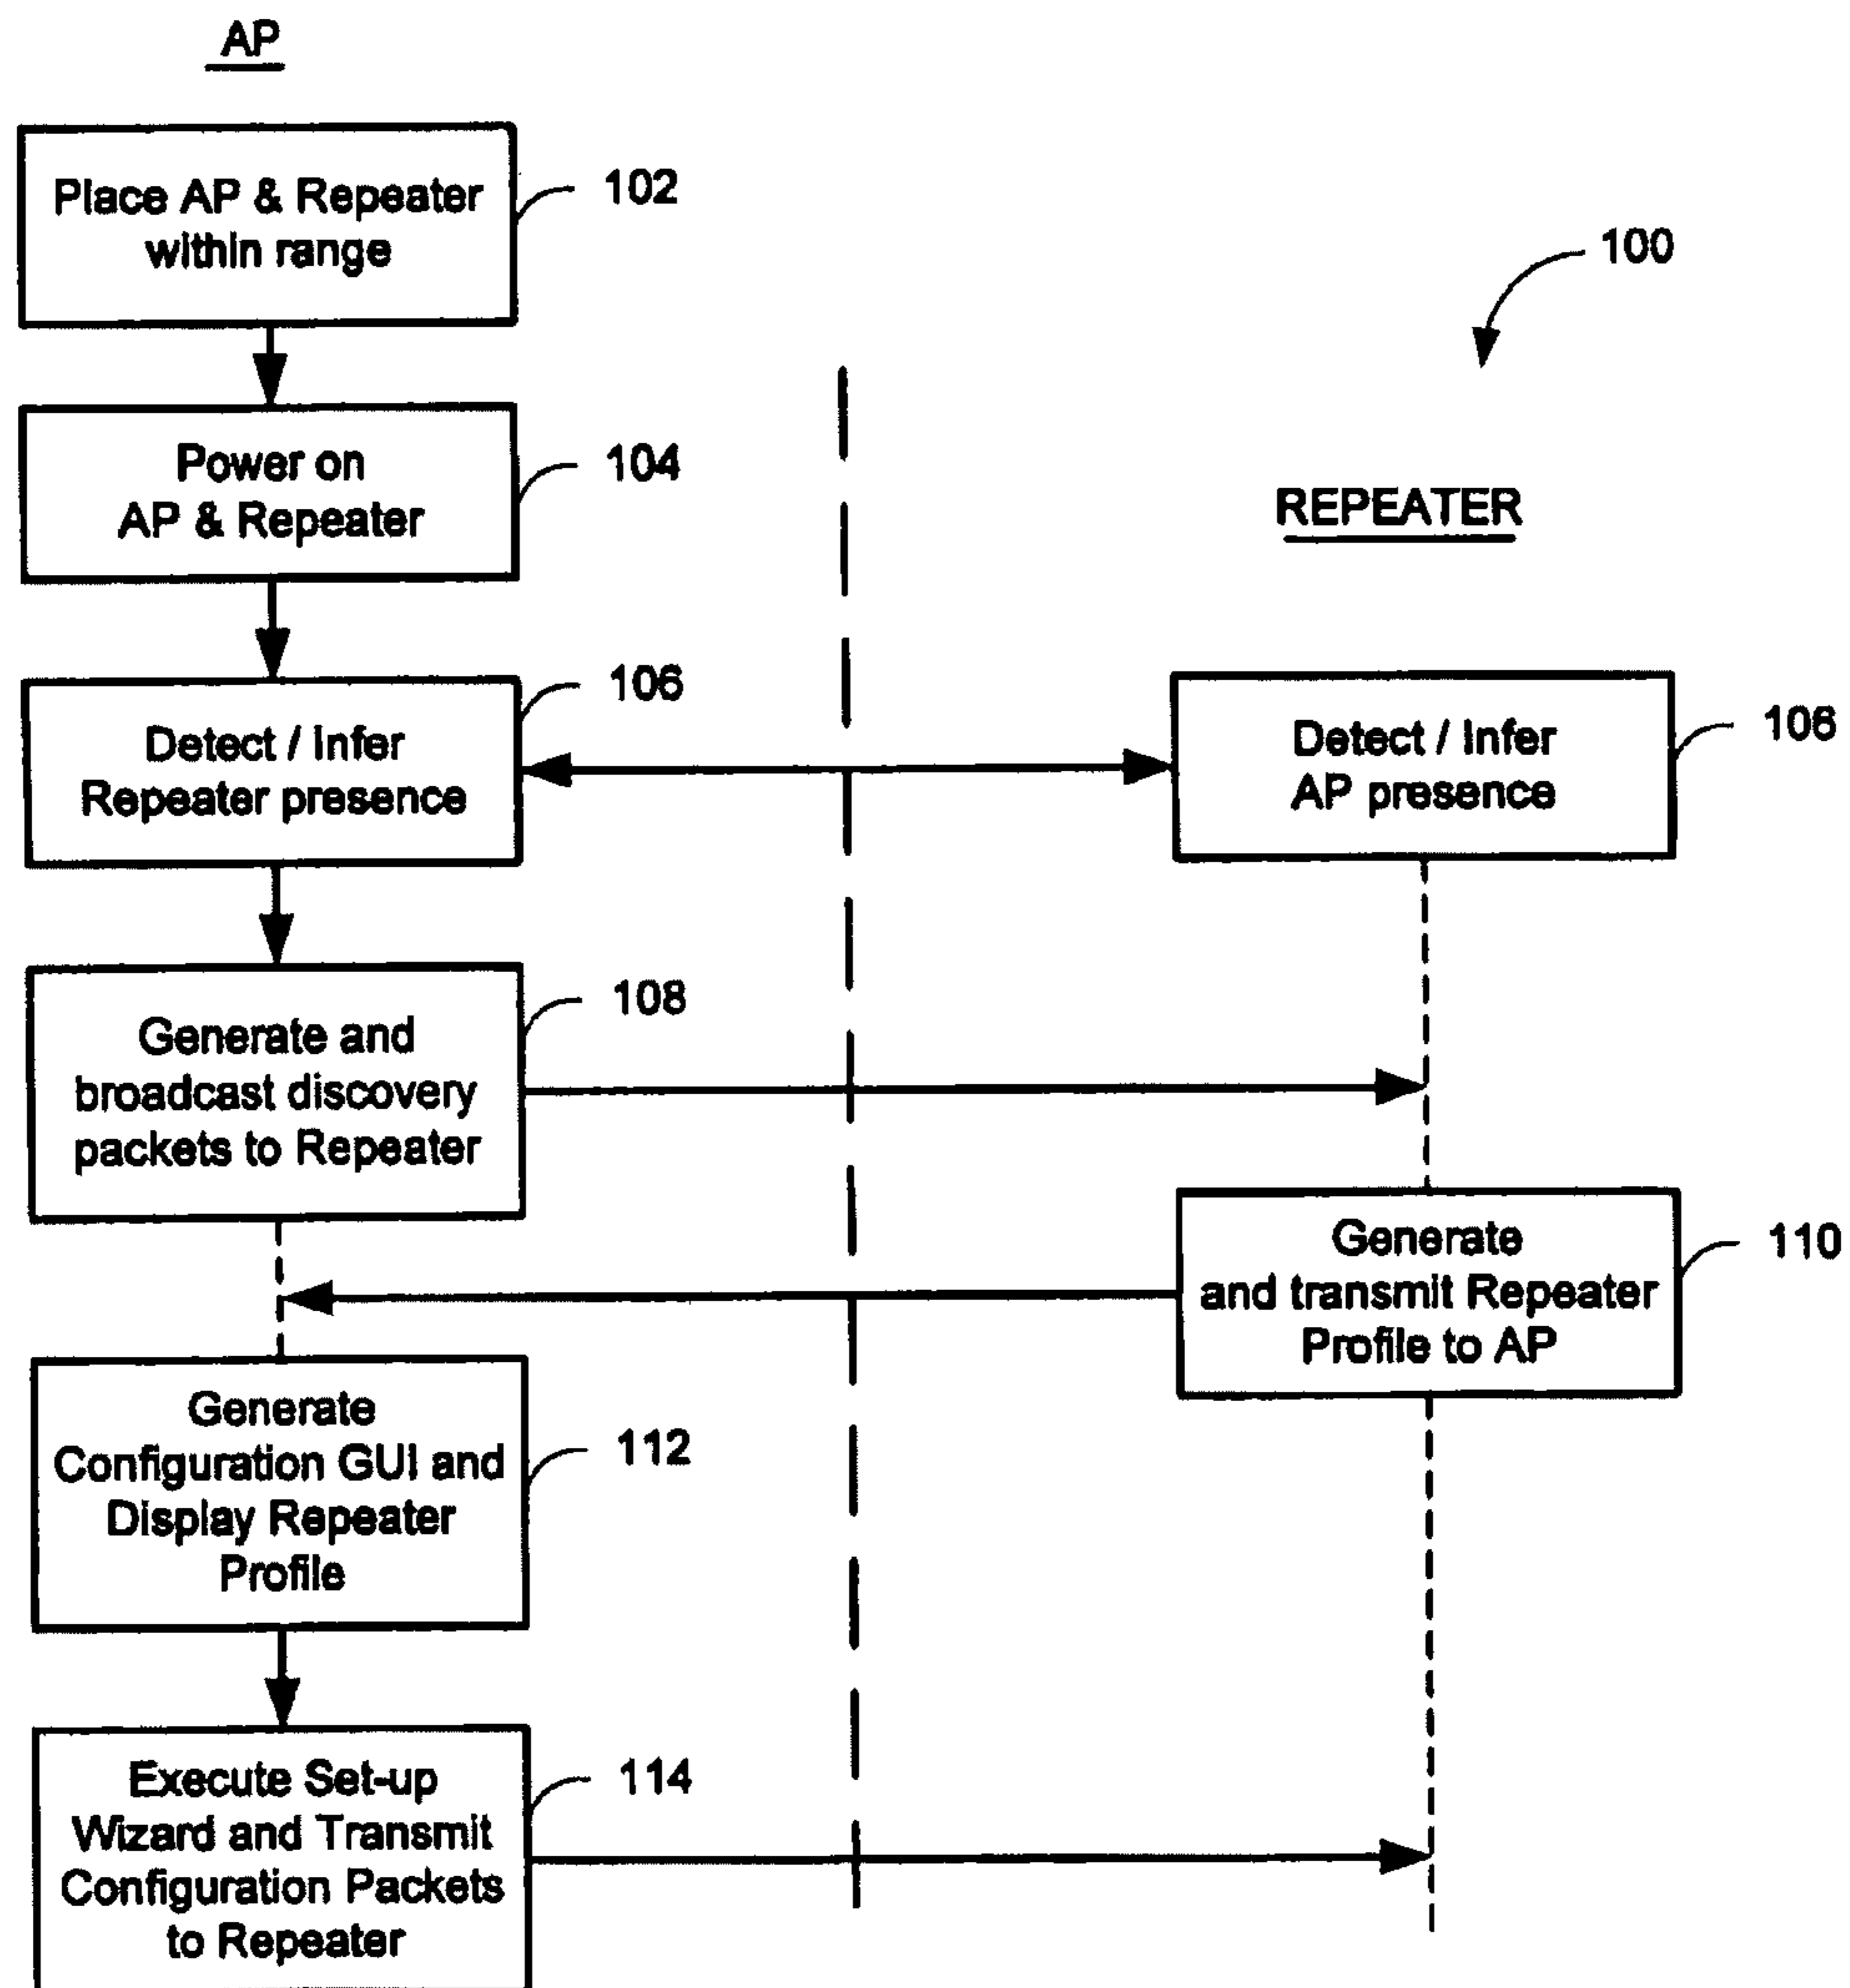 AP
Place AP & Repeater
within range
102
100
Power on
AP & Repeater
104
REPEATER
Detect / Infer
Repeater presence
106
Detect / Infer
AP presence
106
Generate and
broadcast discovery
packets to Repeater
108
Generate
and transmit Repeater
Profile to AP
110
Generate
Configuration GUI and
Display Repeater
Profile
112
Execute Set-up
Wizard and Transmit
Configuration Packets
to Repeater
114